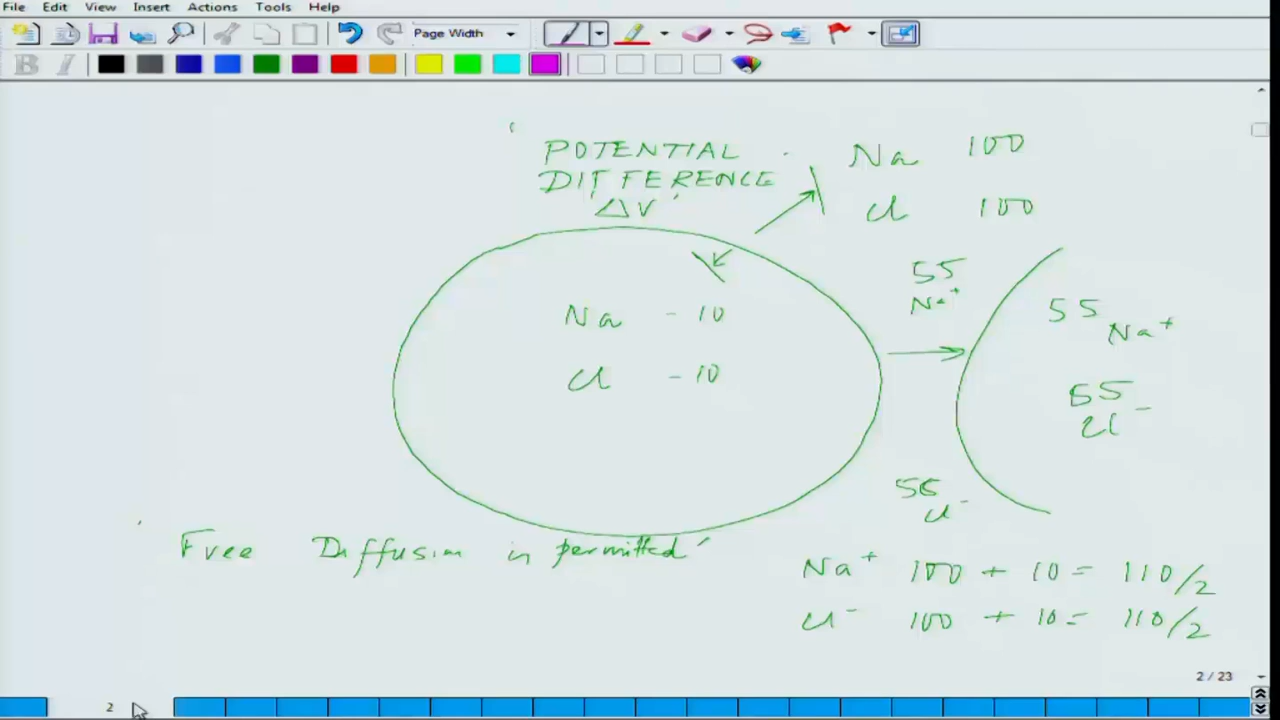 File Edit View Insert Actions Tools Help
Page Width
POTENTIAL
DIFFERENCE
ΔV
Na 100
Cl 100
Na - 10
Cl - 10
55
Na+
55
Na+
55
Cl-
55
Cl-
Free Diffusion is permitted
Na+ 100 + 10 = 110/2
Cl- 100 + 10 = 110/2
2 / 23
2